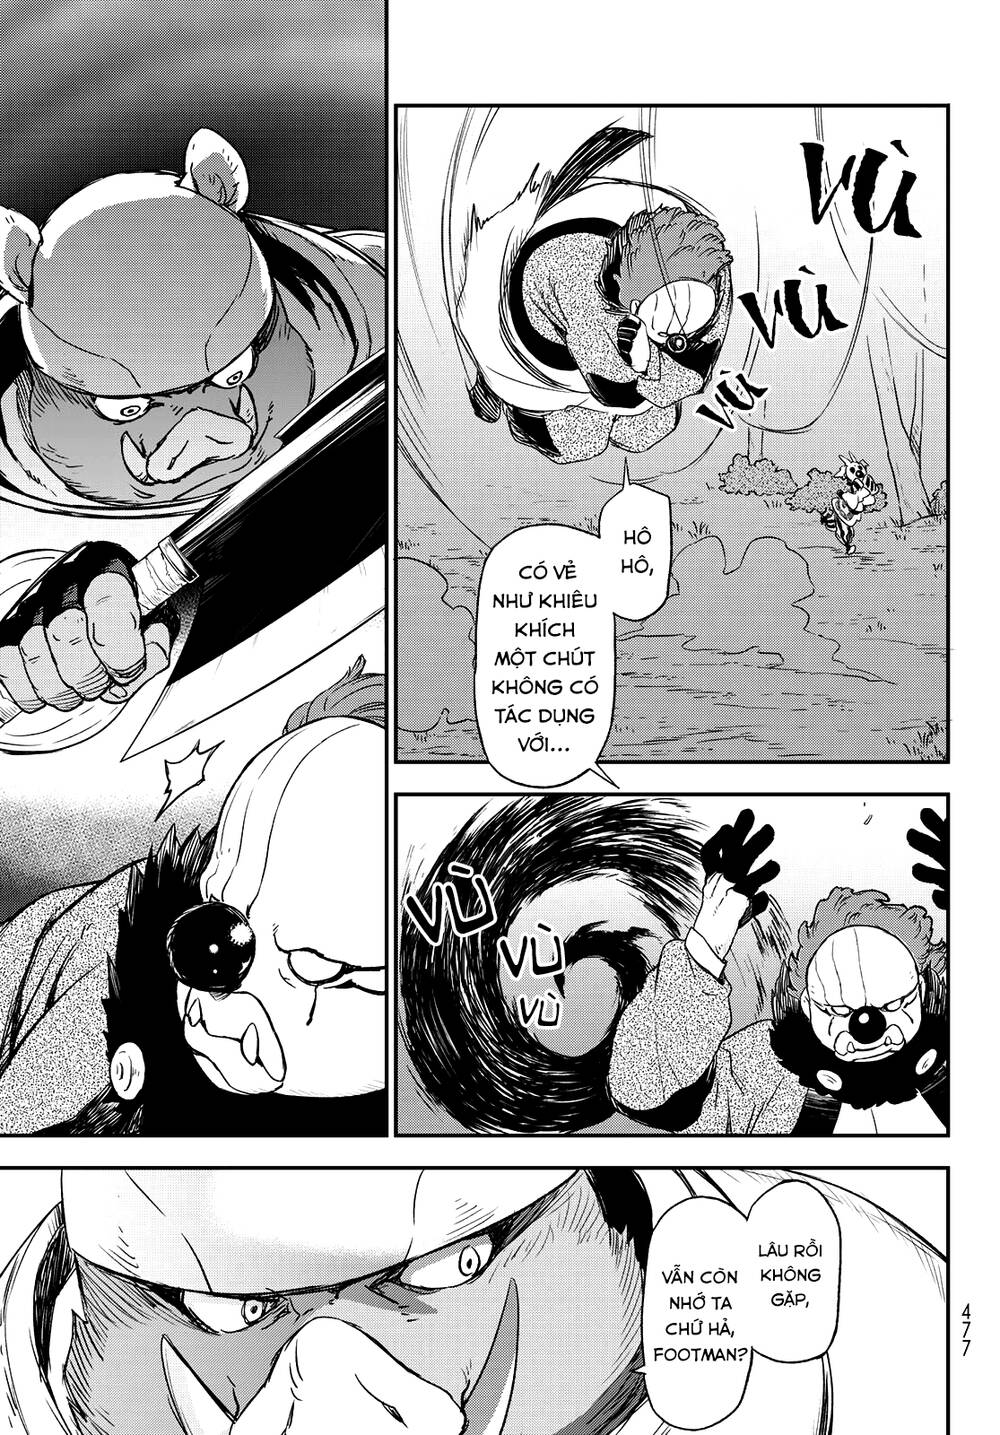 VÙ
VÙ
VÙ
HÔ
HÔ,
CÓ VẺ
NHƯ KHIÊU
KHÍCH
MỘT CHÚT
KHÔNG CÓ
TÁC DỤNG
VỚI...
VÙ
VÙ
VÙ
LÂU RỒI
KHÔNG
GẶP,
VẪN CÒN
NHỚ TA
CHỨ HẢ,
FOOTMAN?
477